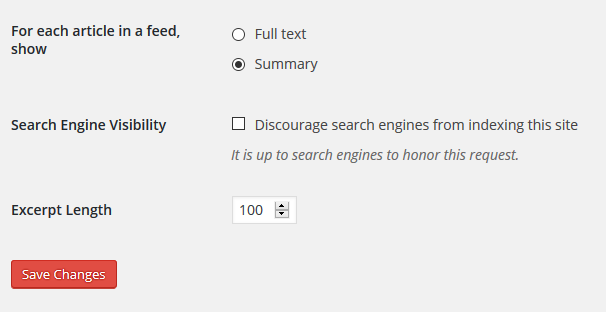 For each article in a feed,
show
Full text
Summary
Search Engine Visibility
Discourage search engines from indexing this site
It is up to search engines to honor this request.
Excerpt Length
100
Save Changes